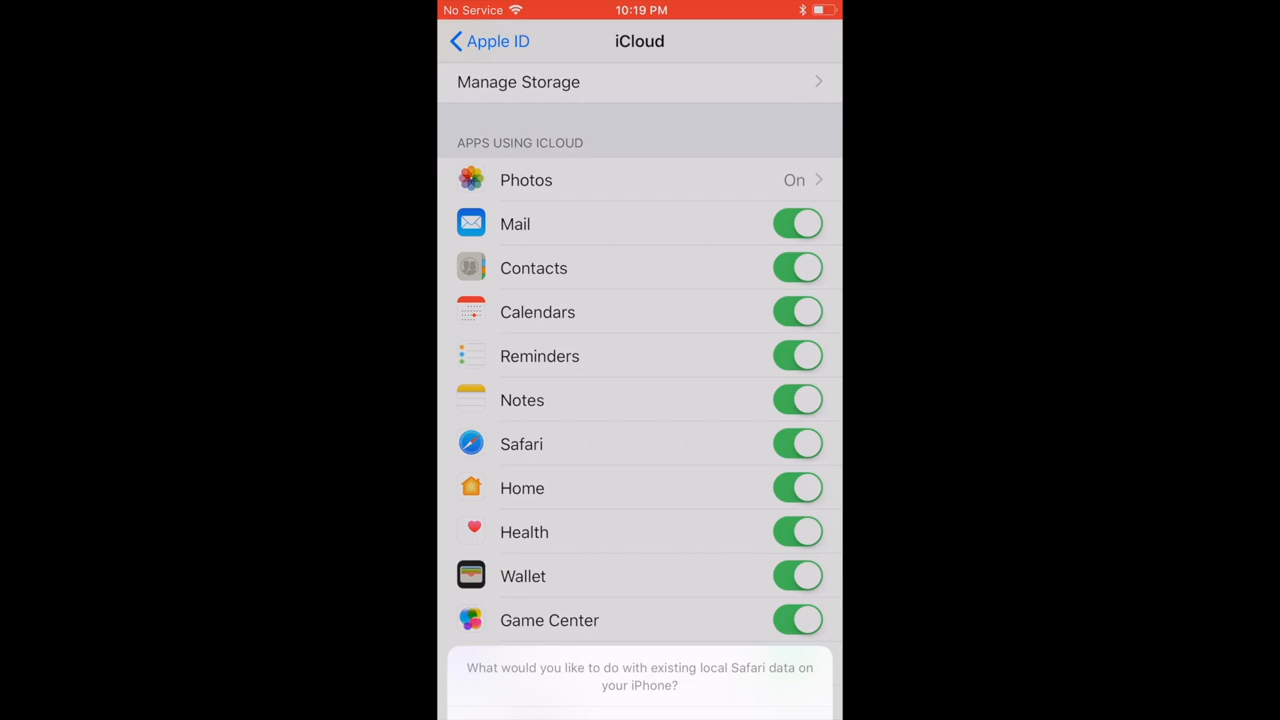 No Service 10:19 PM
Apple ID iCloud
Manage Storage
APPS USING ICLOUD
Photos On
Mail
Contacts
Calendars
Reminders
Notes
Safari
Home
Health
Wallet
Game Center
What would you like to do with existing local Safari data on
your iPhone?